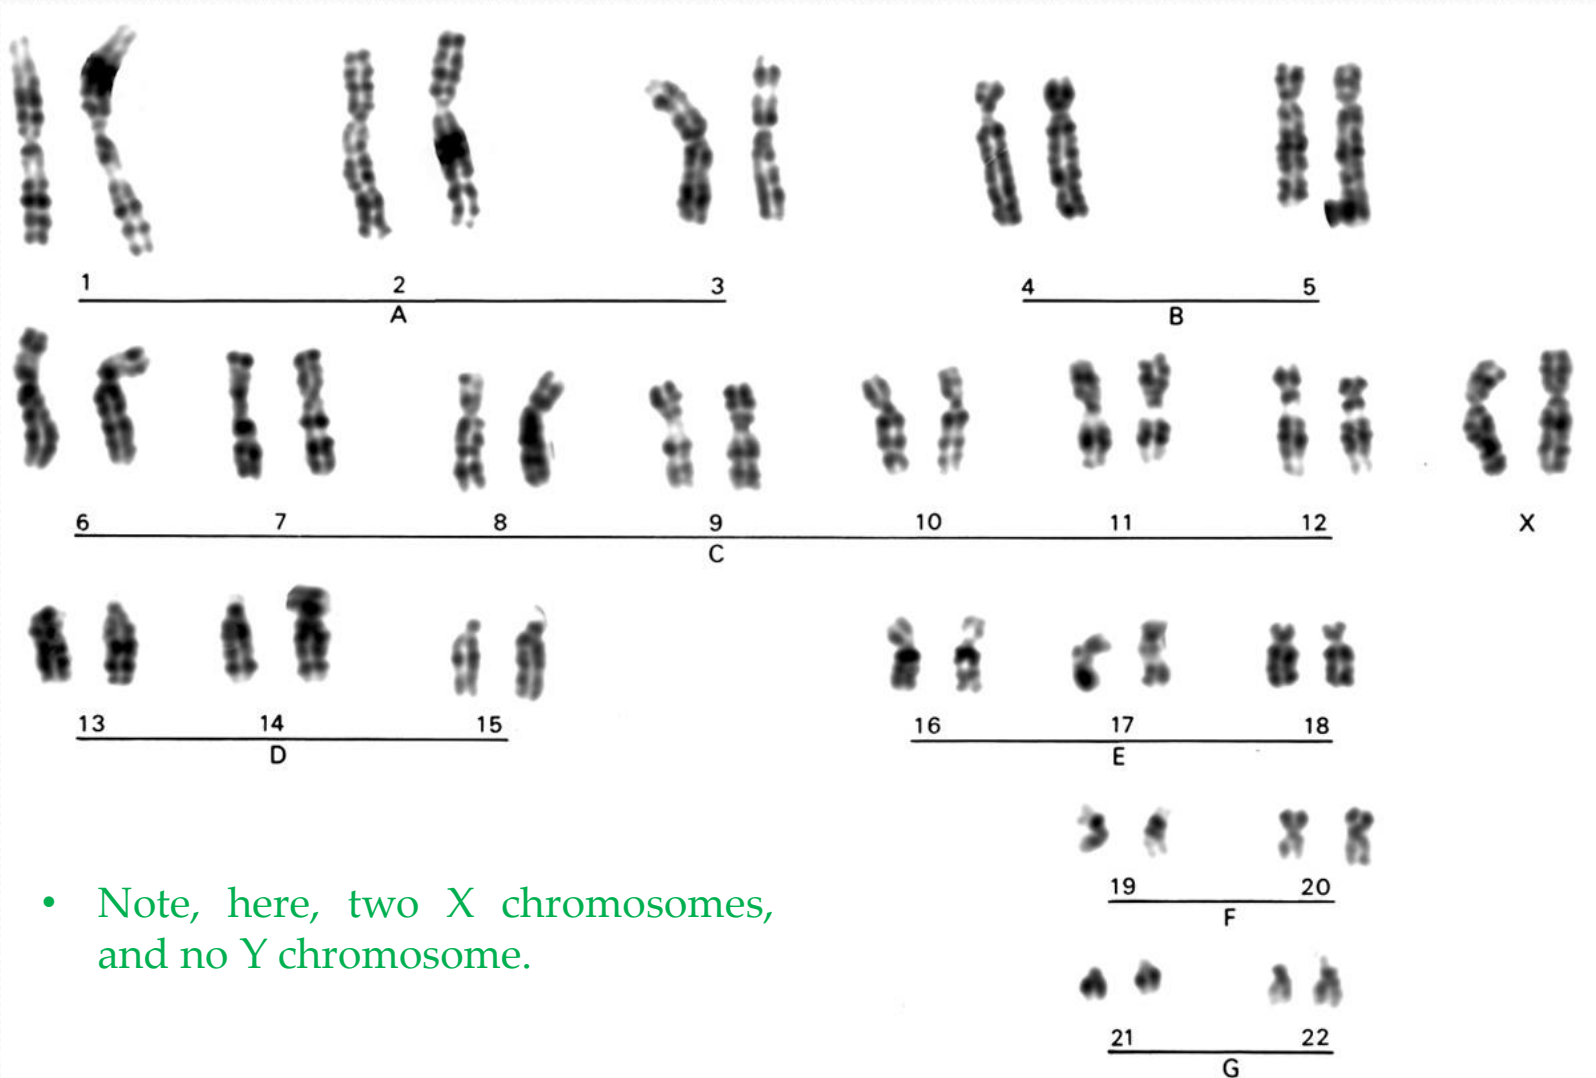 1 2 3 4 5
A B
6 7 8 9 10 11 12 X
C
13 14 15 16 17 18
D E
• Note, here, two X chromosomes,
and no Y chromosome.
19 20
F
21 22
G